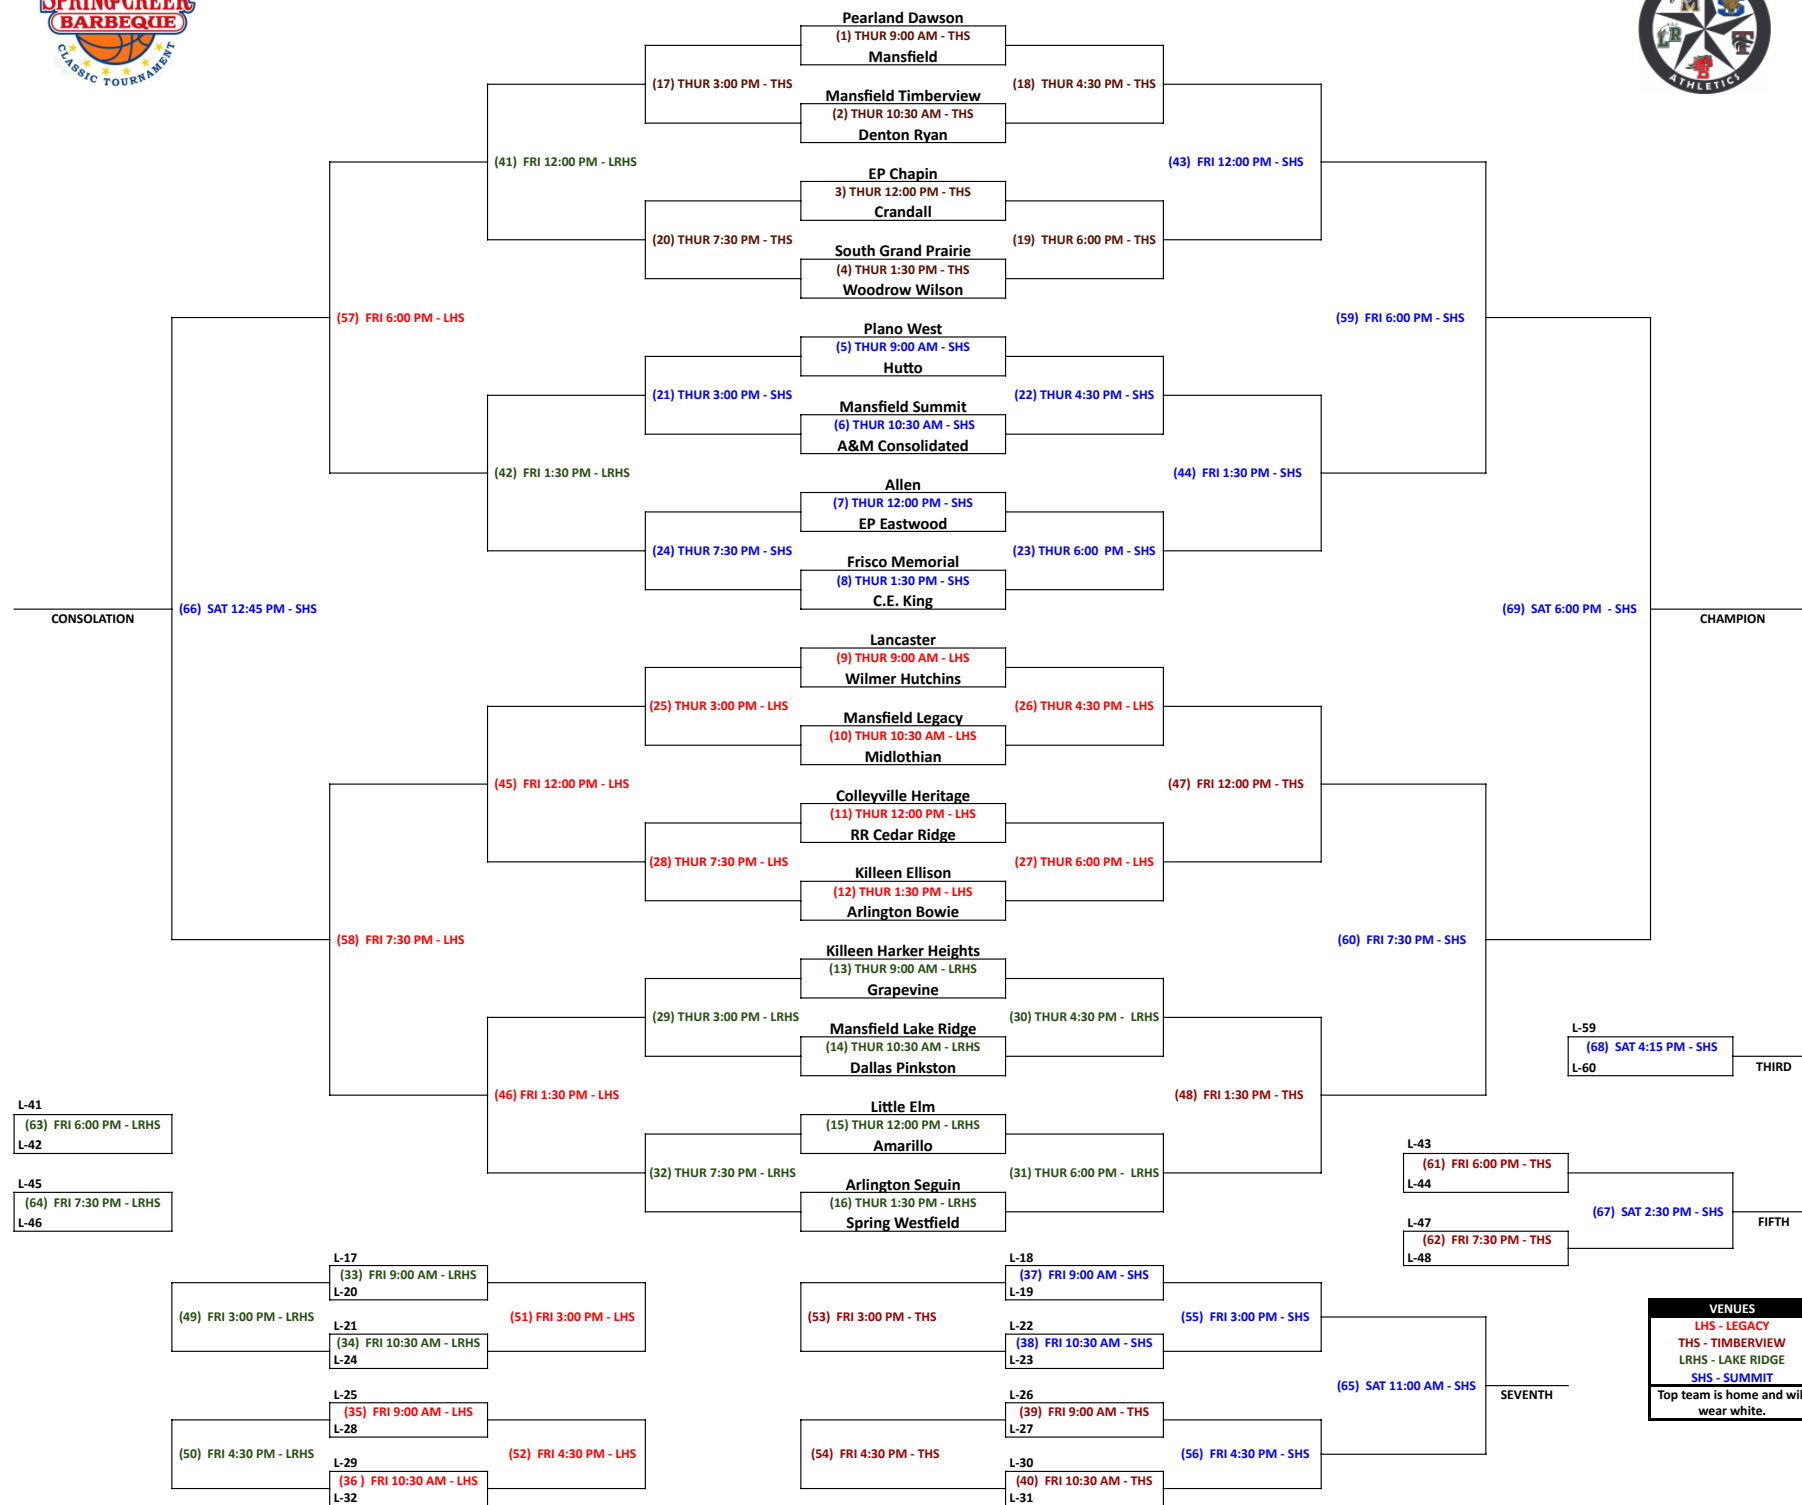 SPRING CREEK
BARBEQUE
CLASSIC TOURNAMENT
M S
LR T
B
ATHLETICS
Pearland Dawson
(1) THUR 9:00 AM - THS
Mansfield
(17) THUR 3:00 PM - THS
(18) THUR 4:30 PM - THS
Mansfield Timberview
(2) THUR 10:30 AM - THS
Denton Ryan
(41) FRI 12:00 PM - LRHS
(43) FRI 12:00 PM - SHS
EP Chapin
3) THUR 12:00 PM - THS
Crandall
(20) THUR 7:30 PM - THS
(19) THUR 6:00 PM - THS
South Grand Prairie
(4) THUR 1:30 PM - THS
Woodrow Wilson
(57) FRI 6:00 PM - LHS
(59) FRI 6:00 PM - SHS
Plano West
(5) THUR 9:00 AM - SHS
Hutto
(21) THUR 3:00 PM - SHS
(22) THUR 4:30 PM - SHS
Mansfield Summit
(6) THUR 10:30 AM - SHS
A&M Consolidated
(42) FRI 1:30 PM - LRHS
(44) FRI 1:30 PM - SHS
Allen
(7) THUR 12:00 PM - SHS
EP Eastwood
(24) THUR 7:30 PM - SHS
(23) THUR 6:00 PM - SHS
Frisco Memorial
(8) THUR 1:30 PM - SHS
C.E. King
CONSOLATION
(66) SAT 12:45 PM - SHS
(69) SAT 6:00 PM - SHS
CHAMPION
Lancaster
(9) THUR 9:00 AM - LHS
Wilmer Hutchins
(25) THUR 3:00 PM - LHS
(26) THUR 4:30 PM - LHS
Mansfield Legacy
(10) THUR 10:30 AM - LHS
Midlothian
(45) FRI 12:00 PM - LHS
(47) FRI 12:00 PM - THS
Colleyville Heritage
(11) THUR 12:00 PM - LHS
RR Cedar Ridge
(28) THUR 7:30 PM - LHS
(27) THUR 6:00 PM - LHS
Killeen Ellison
(12) THUR 1:30 PM - LHS
Arlington Bowie
(58) FRI 7:30 PM - LHS
(60) FRI 7:30 PM - SHS
Killeen Harker Heights
(13) THUR 9:00 AM - LRHS
Grapevine
(29) THUR 3:00 PM - LRHS
(30) THUR 4:30 PM - LRHS
Mansfield Lake Ridge
(14) THUR 10:30 AM - LRHS
Dallas Pinkston
L-59
(68) SAT 4:15 PM - SHS
L-60
THIRD
(46) FRI 1:30 PM - LHS
(48) FRI 1:30 PM - THS
Little Elm
(15) THUR 12:00 PM - LRHS
Amarillo
L-41
(63) FRI 6:00 PM - LRHS
L-42
(32) THUR 7:30 PM - LRHS
(31) THUR 6:00 PM - LRHS
L-43
(61) FRI 6:00 PM - THS
L-44
Arlington Seguin
(16) THUR 1:30 PM - LRHS
Spring Westfield
L-45
(64) FRI 7:30 PM - LRHS
L-46
(67) SAT 2:30 PM - SHS
FIFTH
L-47
(62) FRI 7:30 PM - THS
L-48
L-17
(33) FRI 9:00 AM - LRHS
L-20
(49) FRI 3:00 PM - LRHS
(51) FRI 3:00 PM - LHS
L-21
(34) FRI 10:30 AM - LRHS
L-24
L-18
(37) FRI 9:00 AM - SHS
L-19
(53) FRI 3:00 PM - THS
(55) FRI 3:00 PM - SHS
L-22
(38) FRI 10:30 AM - SHS
L-23
(65) SAT 11:00 AM - SHS
SEVENTH
L-25
(35) FRI 9:00 AM - LHS
L-28
(50) FRI 4:30 PM - LRHS
(52) FRI 4:30 PM - LHS
L-29
(36 ) FRI 10:30 AM - LHS
L-32
L-26
(39) FRI 9:00 AM - THS
L-27
(54) FRI 4:30 PM - THS
(56) FRI 4:30 PM - SHS
L-30
(40) FRI 10:30 AM - THS
L-31
VENUES
LHS - LEGACY
THS - TIMBERVIEW
LRHS - LAKE RIDGE
SHS - SUMMIT
Top team is home and wil
wear white.